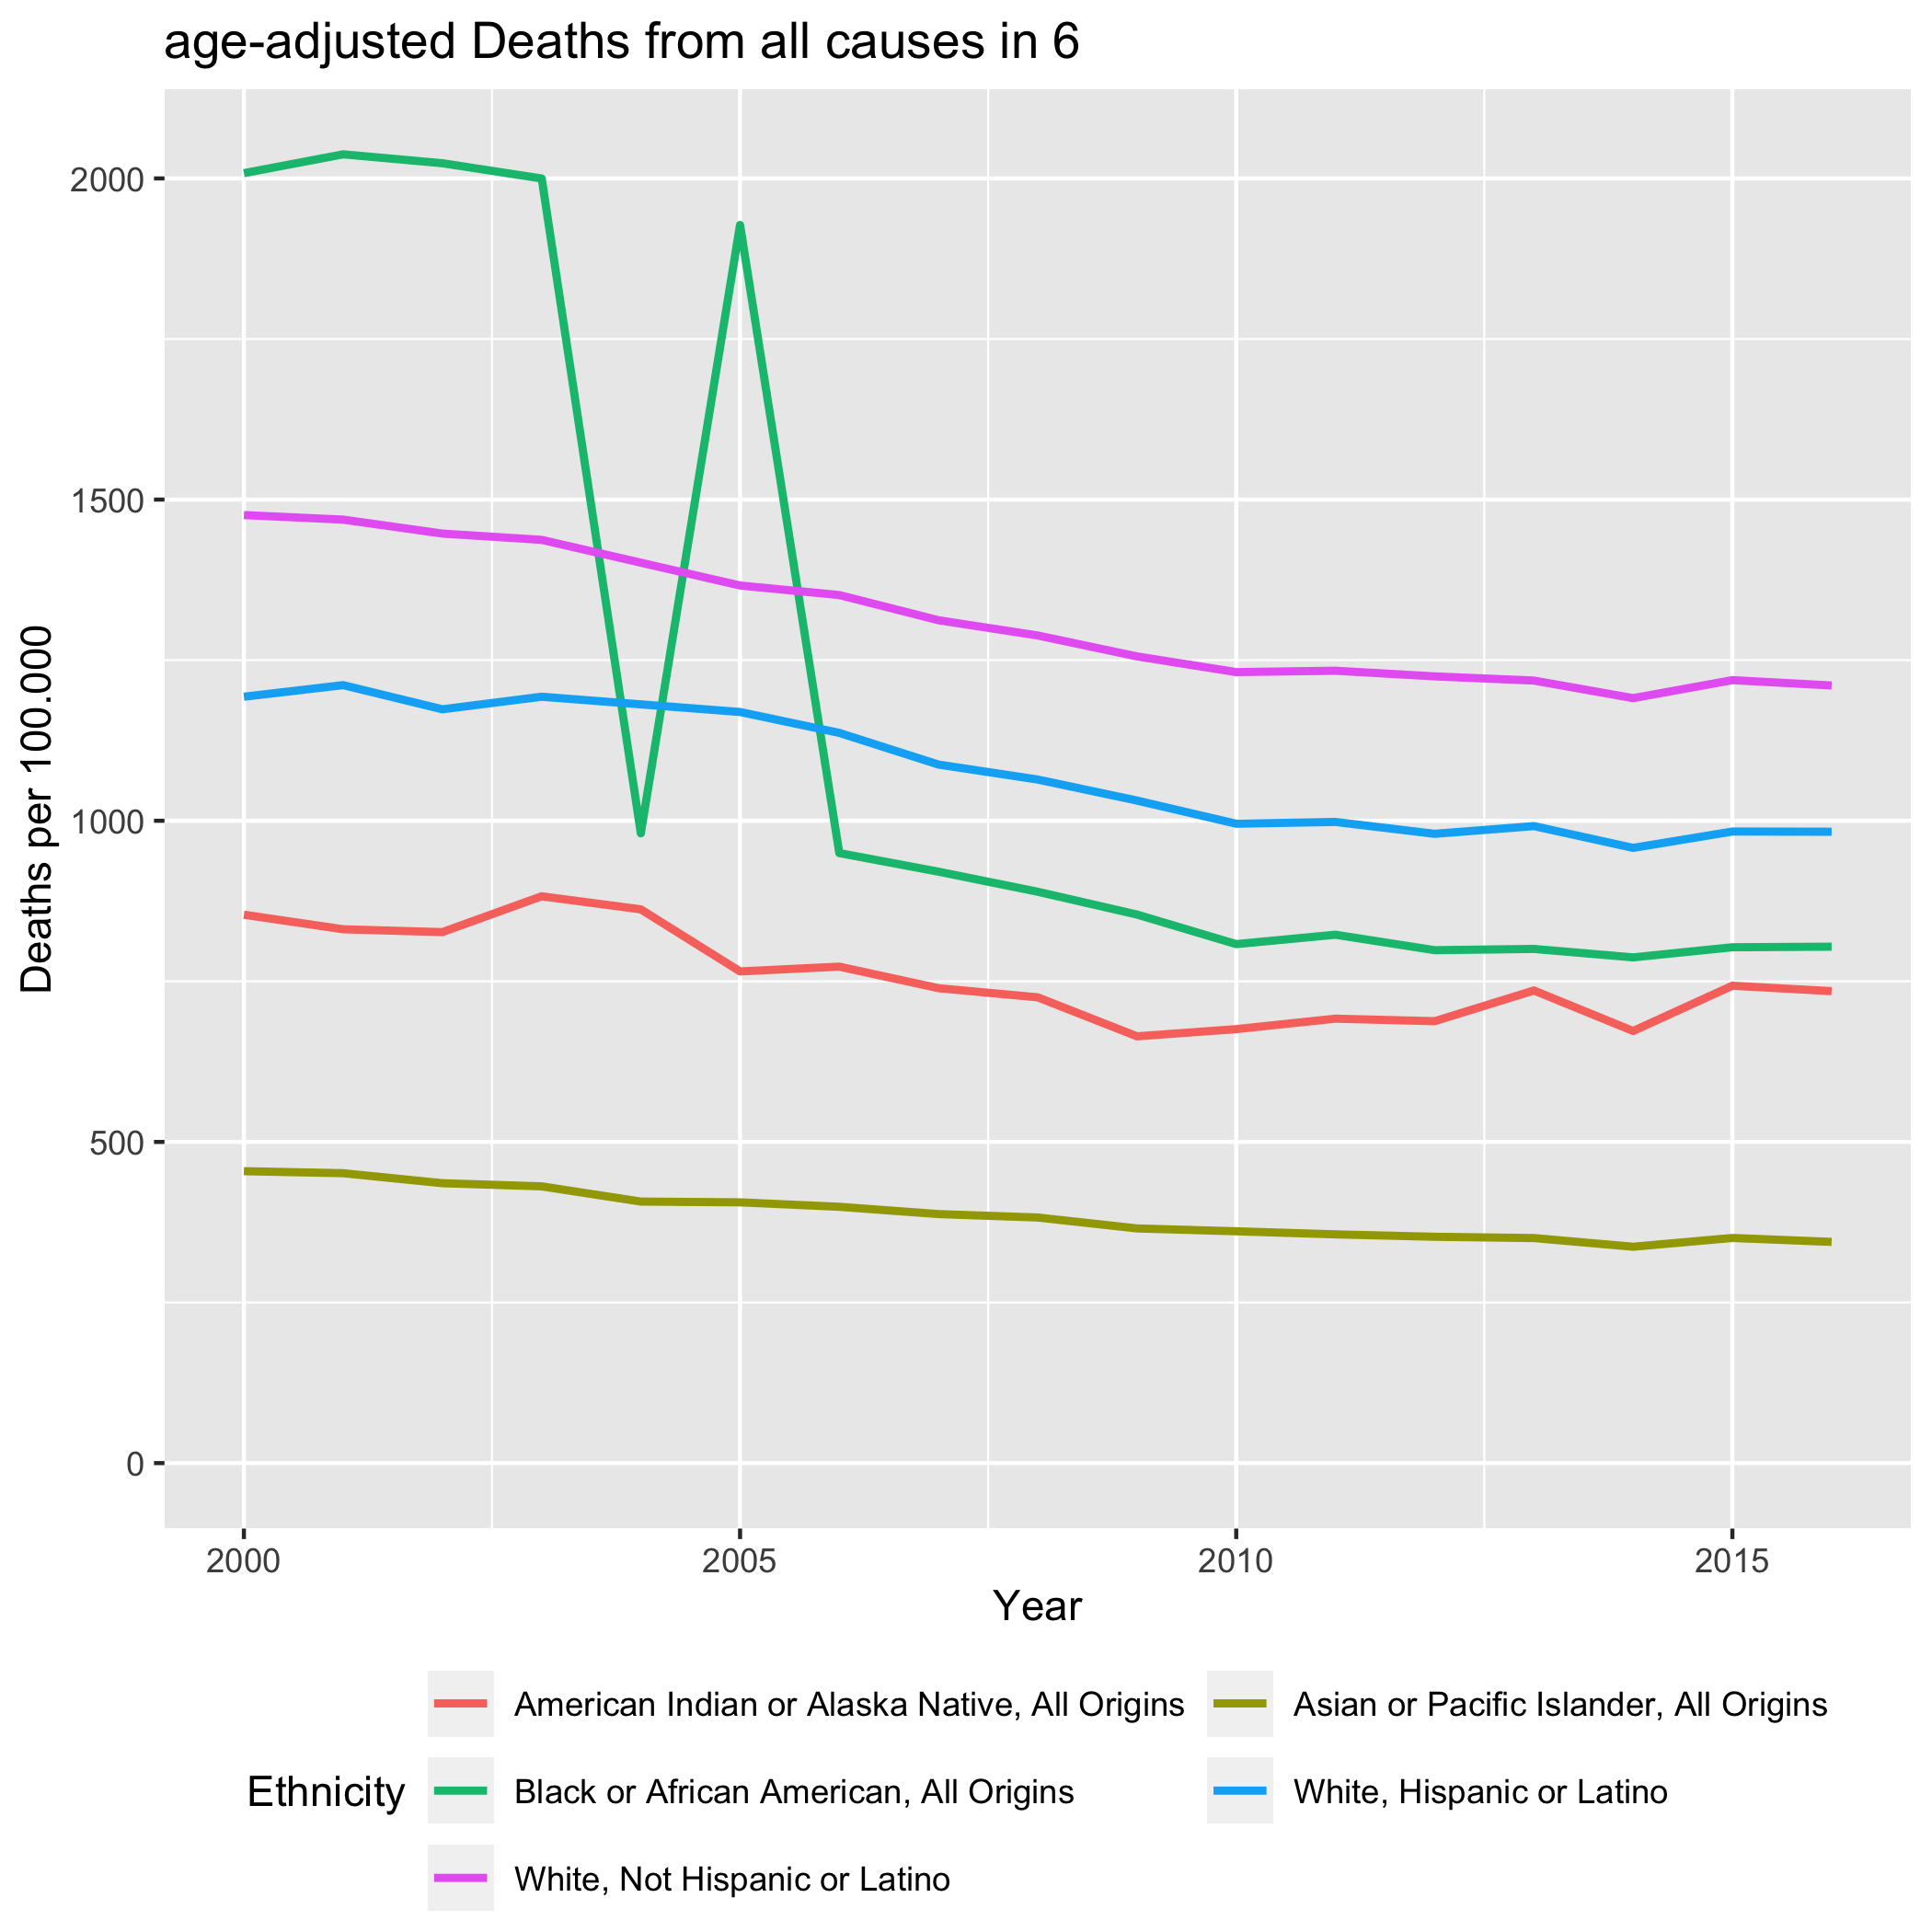 age-adjusted Deaths from all causes in 6
Deaths per 100.000
2000
1500
1000
500
0
2000 2005 2010 2015
Year
Ethnicity
American Indian or Alaska Native, All Origins
Asian or Pacific Islander, All Origins
Black or African American, All Origins
White, Hispanic or Latino
White, Not Hispanic or Latino